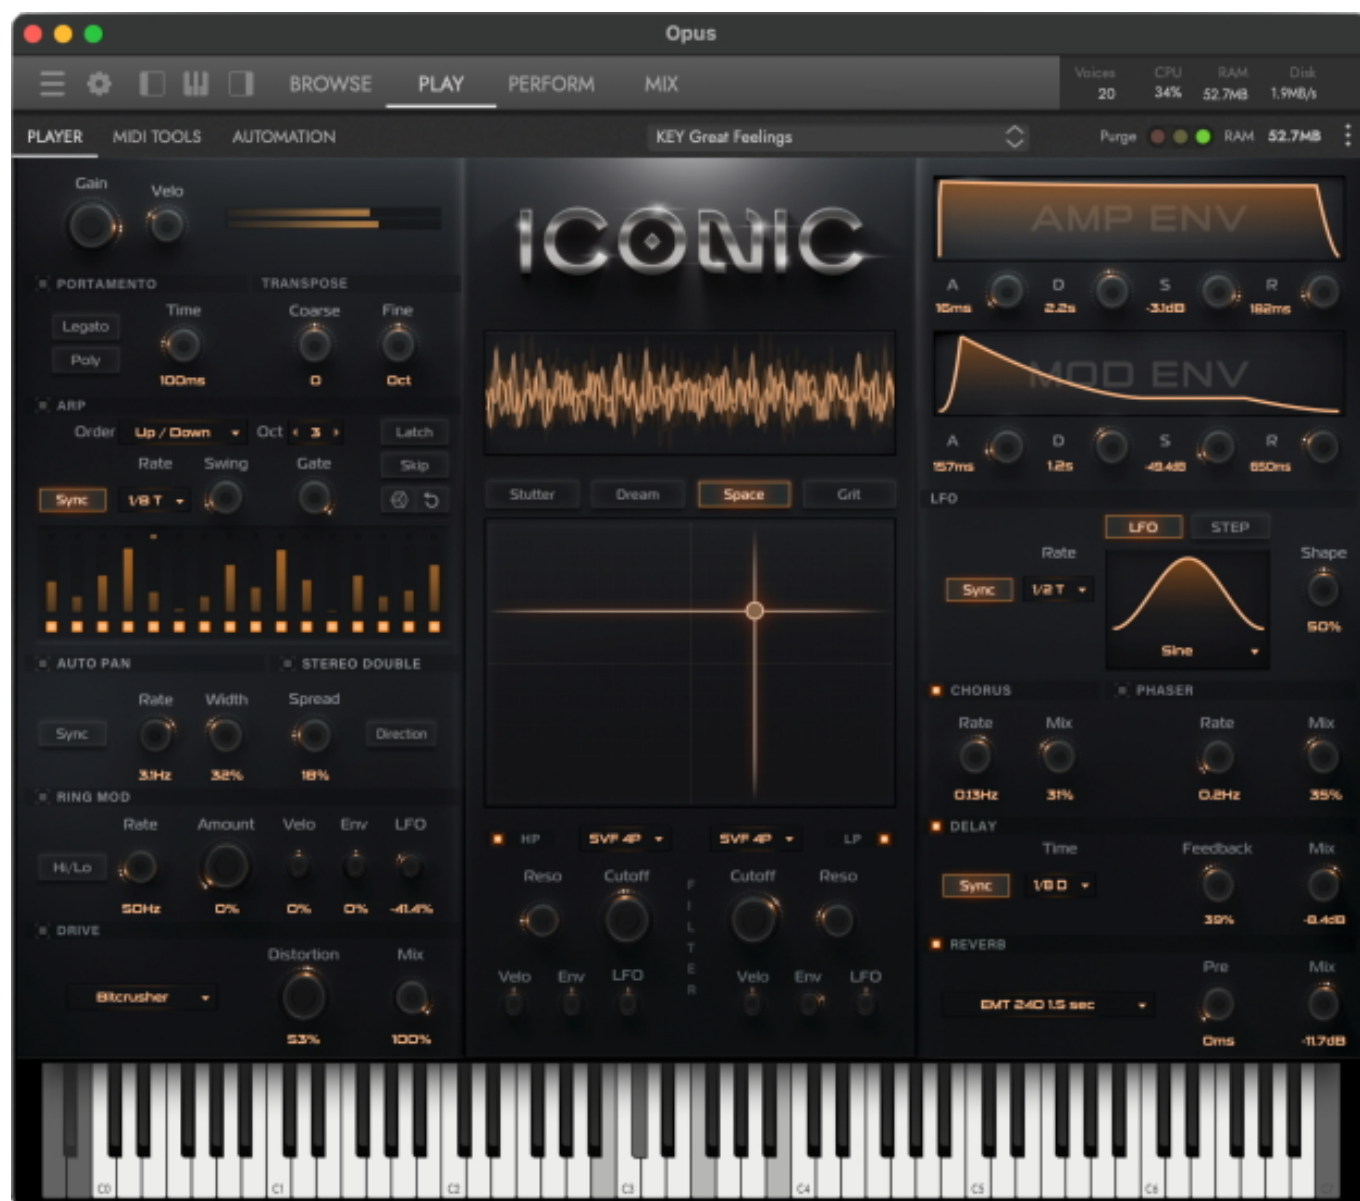 Opus
BROWSE PLAY PERFORM MIX
Voices CPU RAM Disk
20 34% 52.7MB 1.9MB/s
PLAYER MIDI TOOLS AUTOMATION KEY Great Feelings Purge RAM 52.7MB
Gain Velo
ICONIC
AMP ENV
A D S R
16ms 2.2s -3.1dB 182ms
PORTAMENTO TRANSPOSE
Legato Time Coarse Fine
Poly
100ms 0 0ct
MOD ENV
A D S R
157ms 1.2s -49.4dB 650ms
ARP
Order Up / Down Oct 3 Latch
Rate Swing Gate Skip
Sync 1/8 T
Stutter Dream Space Grit
LFO
LFO STEP
Rate Shape
Sync 1/2 T
50%
Sine
AUTO PAN STEREO DOUBLE
Rate Width Spread
Sync Direction
3.1Hz 32% 18%
CHORUS PHASER
Rate Mix Rate Mix
0.13Hz 31% 0.2Hz 35%
RING MOD
Rate Amount Velo Env LFO
Hi/Lo
50Hz 0% 0% 0% -41.4%
HP SVF 4P SVF 4P LP
Reso Cutoff Cutoff Reso
FILTER
Velo Env LFO Velo Env LFO
DELAY
Time Feedback Mix
Sync 1/8 D
39% -8.4dB
DRIVE
Distortion Mix
Bitcrusher
53% 100%
REVERB
Pre Mix
EMT 240 1.5 sec
0ms -11.7dB
C0 C1 C2 C3 C4 C5 C6 C7